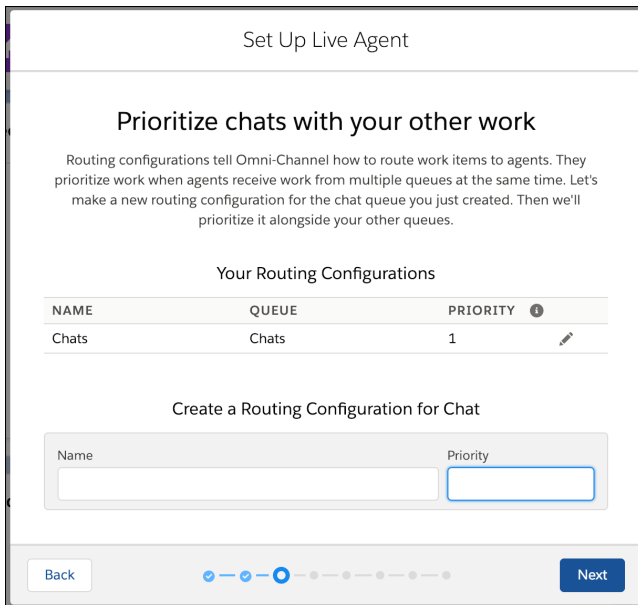 Set Up Live Agent
Prioritize chats with your other work
Routing configurations tell Omni-Channel how to route work items to agents. They
prioritize work when agents receive work from multiple queues at the same time. Let's
make a new routing configuration for the chat queue you just created. Then we'll
prioritize it alongside your other queues.
Your Routing Configurations
NAME QUEUE PRIORITY
Chats Chats 1
Create a Routing Configuration for Chat
Name Priority
Back Next